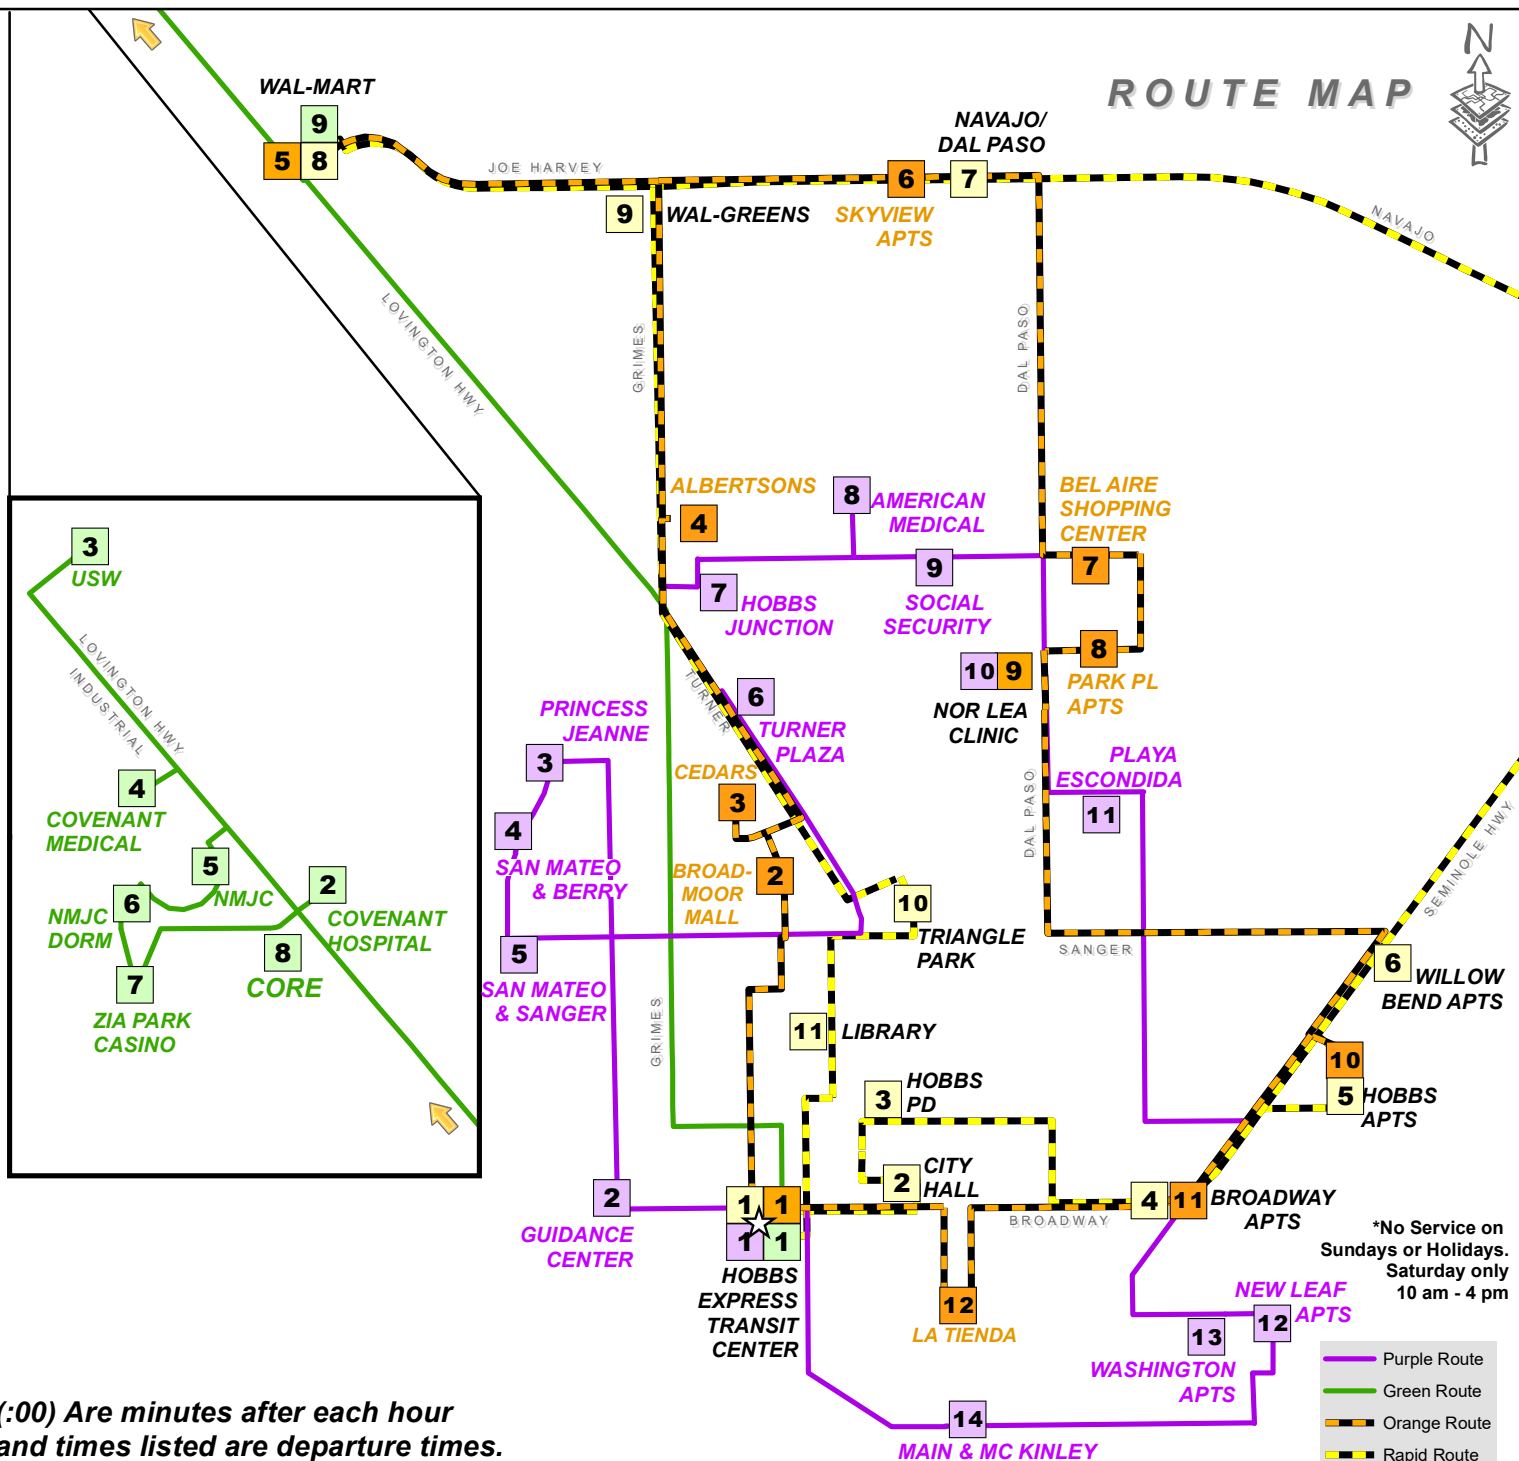 ROUTE MAP
N
WAL-MART
9
5
8
JOE HARVEY
NAVAJO/
DAL PASO
6
7
SKYVIEW
APTS
9
WAL-GREENS
NAVAJO
LOVINGTON HWY
GRIMES
DAL PASO
ALBERTSONS
4
8
AMERICAN
MEDICAL
BEL AIRE
SHOPPING
CENTER
7
9
SOCIAL
SECURITY
7
HOBBS
JUNCTION
8
PARK PL
APTS
10
9
NOR LEA
CLINIC
TURNER
6
TURNER
PLAZA
PRINCESS
JEANNE
3
4
SAN MATEO
& BERRY
5
SAN MATEO
& SANGER
CEDARS
3
BROAD-
MOOR
MALL
2
PLAYA
ESCONDIDA
11
DAL PASO
SEMINOLE HWY
10
TRIANGLE
PARK
SANGER
6
WILLOW
BEND APTS
11
LIBRARY
GRIMES
3
HOBBS
PD
10
5
HOBBS
APTS
2
CITY
HALL
2
GUIDANCE
CENTER
1
1
1
1
HOBBS
EXPRESS
TRANSIT
CENTER
BROADWAY
4
11
BROADWAY
APTS
12
LA TIENDA
*No Service on
Sundays or Holidays.
Saturday only
10 am - 4 pm
NEW LEAF
APTS
12
13
WASHINGTON
APTS
14
MAIN & MC KINLEY
3
USW
LOVINGTON HWY
INDUSTRIAL
4
COVENANT
MEDICAL
5
NMJC
6
NMJC
DORM
2
COVENANT
HOSPITAL
7
ZIA PARK
CASINO
8
CORE
(:00) Are minutes after each hour
and times listed are departure times.
Purple Route
Green Route
Orange Route
Rapid Route